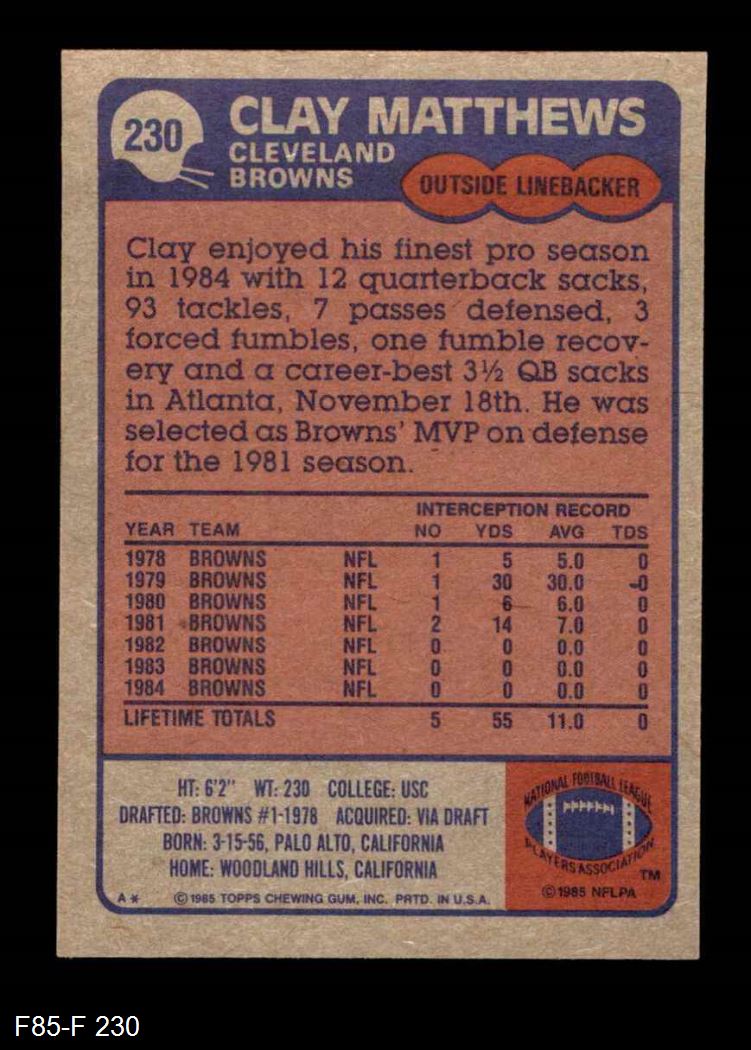 230
CLAY MATTHEWS
CLEVELAND
BROWNS
OUTSIDE LINEBACKER
Clay enjoyed his finest pro season
in 1984 with 12 quarterback sacks,
93 tackles, 7 passes defensed, 3
forced fumbles, one fumble recov-
ery and a career-best 3½ QB sacks
in Atlanta, November 18th. He was
selected as Browns' MVP on defense
for the 1981 season.
INTERCEPTION RECORD
YEAR TEAM NO YDS AVG TDS
1978 BROWNS NFL 1 5 5.0 0
1979 BROWNS NFL 1 30 30.0 0
1980 BROWNS NFL 1 6 6.0 0
1981 BROWNS NFL 2 14 7.0 0
1982 BROWNS NFL 0 0 0.0 0
1983 BROWNS NFL 0 0 0.0 0
1984 BROWNS NFL 0 0 0.0 0
LIFETIME TOTALS 5 55 11.0 0
HT: 6'2" WT: 230 COLLEGE: USC
DRAFTED: BROWNS #1-1978 ACQUIRED: VIA DRAFT
BORN: 3-15-56, PALO ALTO, CALIFORNIA
HOME: WOODLAND HILLS, CALIFORNIA
A* © 1985 TOPPS CHEWING GUM, INC. PRTD. IN U.S.A.
NATIONAL FOOTBALL LEAGUE
PLAYERS ASSOCIATION
TM
© 1985 NFLPA
F85-F 230